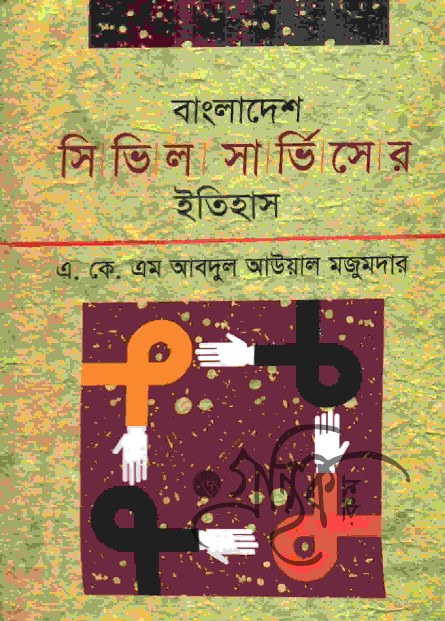 বাংলাদেশ
সিভিল সার্ভিসের
ইতিহাস
এ. কে. এম আবদুল আউয়াল মজুমদার